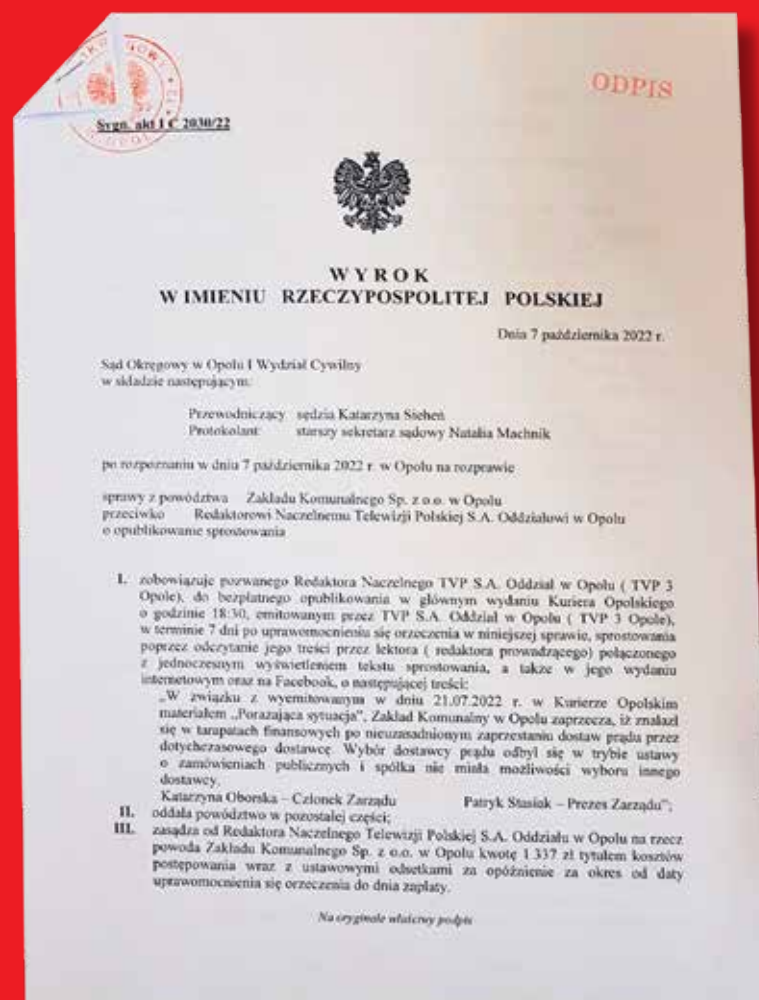 ODPIS
Sygn. akt I C 2030/22
W Y R O K
W IMIENIU RZECZYPOSPOLITEJ POLSKIEJ
Dnia 7 października 2022 r.
Sąd Okręgowy w Opolu I Wydział Cywilny
w składzie następującym:
Przewodniczący sędzia Katarzyna Sieheń
Protokolant starszy sekretarz sądowy Natalia Machnik
po rozpoznaniu w dniu 7 października 2022 r. w Opolu na rozprawie
sprawy z powództwa Zakładu Komunalnego Sp. z o.o. w Opolu
przeciwko Redaktorowi Naczelnemu Telewizji Polskiej S.A. Oddziałowi w Opolu
o opublikowanie sprostowania
I. zobowiązuje pozwanego Redaktora Naczelnego TVP S.A. Oddział w Opolu ( TVP 3
Opole), do bezpłatnego opublikowania w głównym wydaniu Kuriera Opolskiego
o godzinie 18:30, emitowanym przez TVP S.A. Oddział w Opolu ( TVP 3 Opole),
w terminie 7 dni po uprawomocnieniu się orzeczenia w niniejszej sprawie, sprostowania
poprzez odczytanie jego treści przez lektora ( redaktora prowadzącego) połączonego
z jednoczesnym wyświetleniem tekstu sprostowania, a także w jego wydaniu
internetowym oraz na Facebook, o następującej treści:
„W związku z wyemitowanym w dniu 21.07.2022 r. w Kurierze Opolskim
materiałem „Porażająca sytuacja”, Zakład Komunalny w Opolu zaprzecza, iż znalazł
się w tarapatach finansowych po nieuzasadnionym zaprzestaniu dostaw prądu przez
dotychczasowego dostawcę. Wybór dostawcy prądu odbył się w trybie ustawy
o zamówieniach publicznych i spółka nie miała możliwości wyboru innego
dostawcy.
Katarzyna Oborska – Członek Zarządu Patryk Stasiak – Prezes Zarządu”;
II. oddala powództwo w pozostałej części;
III. zasądza od Redaktora Naczelnego Telewizji Polskiej S.A. Oddziału w Opolu na rzecz
powoda Zakładu Komunalnego Sp. z o.o. w Opolu kwotę 1 337 zł tytułem kosztów
postępowania wraz z ustawowymi odsetkami za opóźnienie za okres od daty
uprawomocnienia się orzeczenia do dnia zapłaty.
Na oryginale właściwy podpis